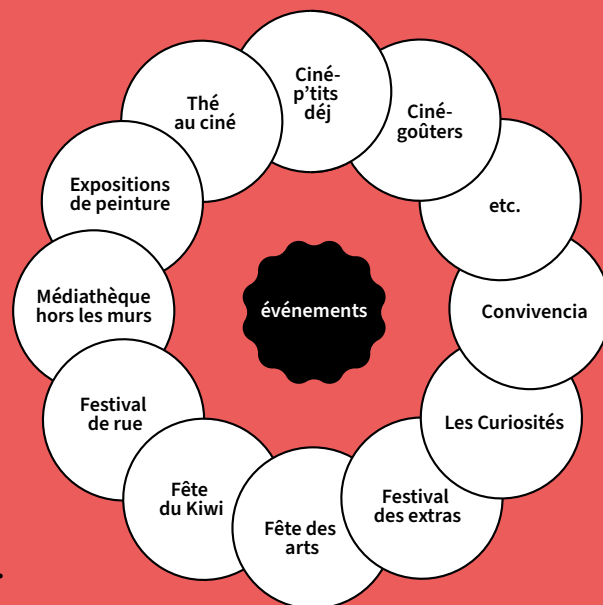 Ciné-
p’tits
déj
Ciné-
goûters
etc.
Convivencia
Les Curiosités
Festival
des extras
Fête des
arts
Fête
du Kiwi
Festival
de rue
Médiathèque
hors les murs
Expositions
de peinture
Thé
au ciné
événements
.